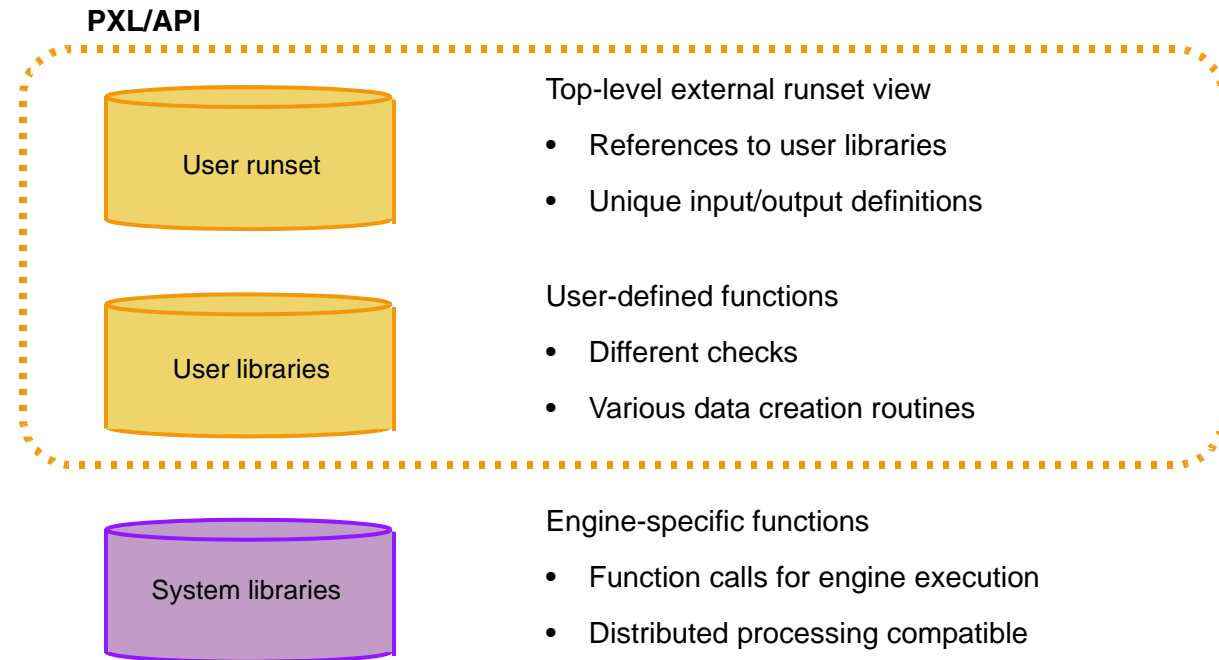 PXL/API
User runset
Top-level external runset view
• References to user libraries
• Unique input/output definitions
User libraries
User-defined functions
• Different checks
• Various data creation routines
System libraries
Engine-specific functions
• Function calls for engine execution
• Distributed processing compatible